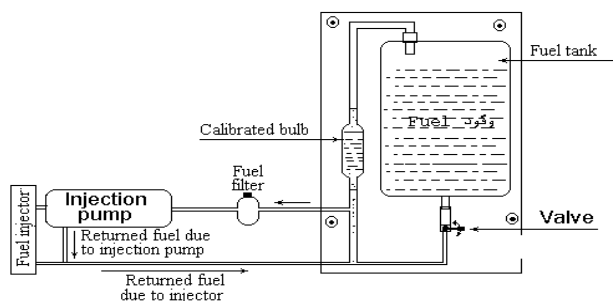 Fuel tank
Fuel وقود
Calibrated bulb
Fuel
filter
Injection
pump
Fuel injector
Valve
Returned fuel due
to injection pump
Returned fuel
due to injector